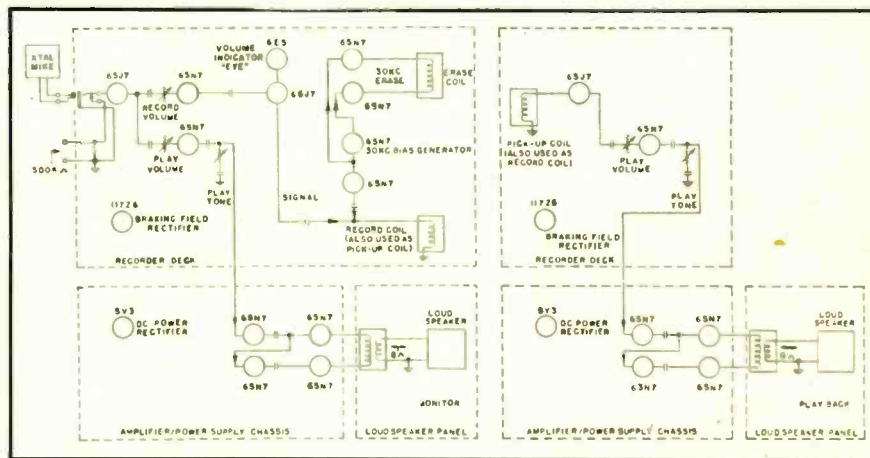 XTAL
MIKE
6SJ7
6SN7
RECORD
VOLUME
VOLUME
INDICATOR
"EYE"
6E5
6SJ7
6SN7
PLAY
VOLUME
PLAY
TONE
500K Ω
117Z6
BRAKING FIELD
RECTIFIER
RECORDER DECK
SIGNAL
6SN7
30KC
ERASE
6SN7
ERASE
COIL
6SN7
30KC BIAS GENERATOR
6SN7
RECORD COIL
(ALSO USED AS
PICK-UP COIL)
5Y3
DC POWER
RECTIFIER
6SN7
6SN7
6SN7
6SN7
AMPLIFIER/POWER SUPPLY CHASSIS
LOUD
SPEAKER
8Ω
MONITOR
LOUDSPEAKER PANEL
6SJ7
PICK-UP COIL
(ALSO USED AS
RECORD COIL)
6SN7
PLAY
VOLUME
PLAY
TONE
117Z6
BRAKING FIELD
RECTIFIER
RECORDER DECK
5Y3
DC POWER
RECTIFIER
6SN7
6SN7
6SN7
6SN7
AMPLIFIER/POWER SUPPLY CHASSIS
LOUD
SPEAKER
8Ω
PLAY BACK
LOUDSPEAKER PANEL